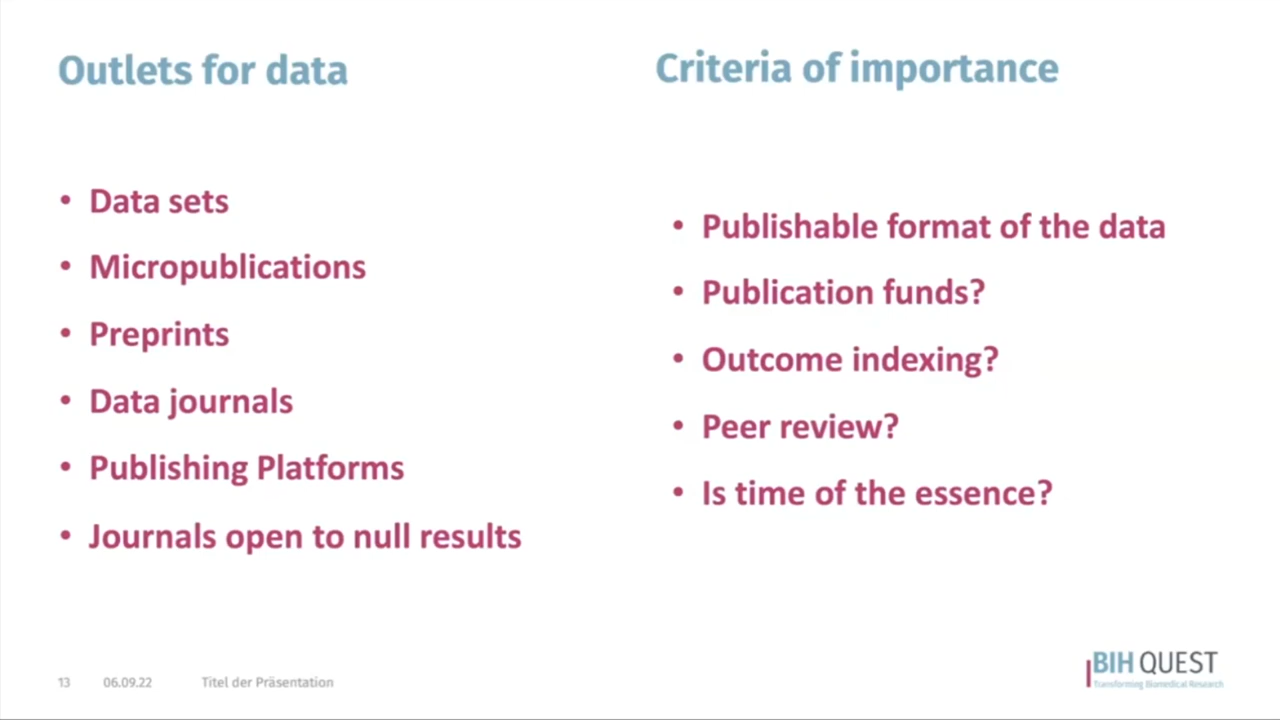 Outlets for data
• Data sets
• Micropublications
• Preprints
• Data journals
• Publishing Platforms
• Journals open to null results
Criteria of importance
• Publishable format of the data
• Publication funds?
• Outcome indexing?
• Peer review?
• Is time of the essence?
13 06.09.22 Titel der Präsentation
BIH QUEST
Transforming Biomedical Research